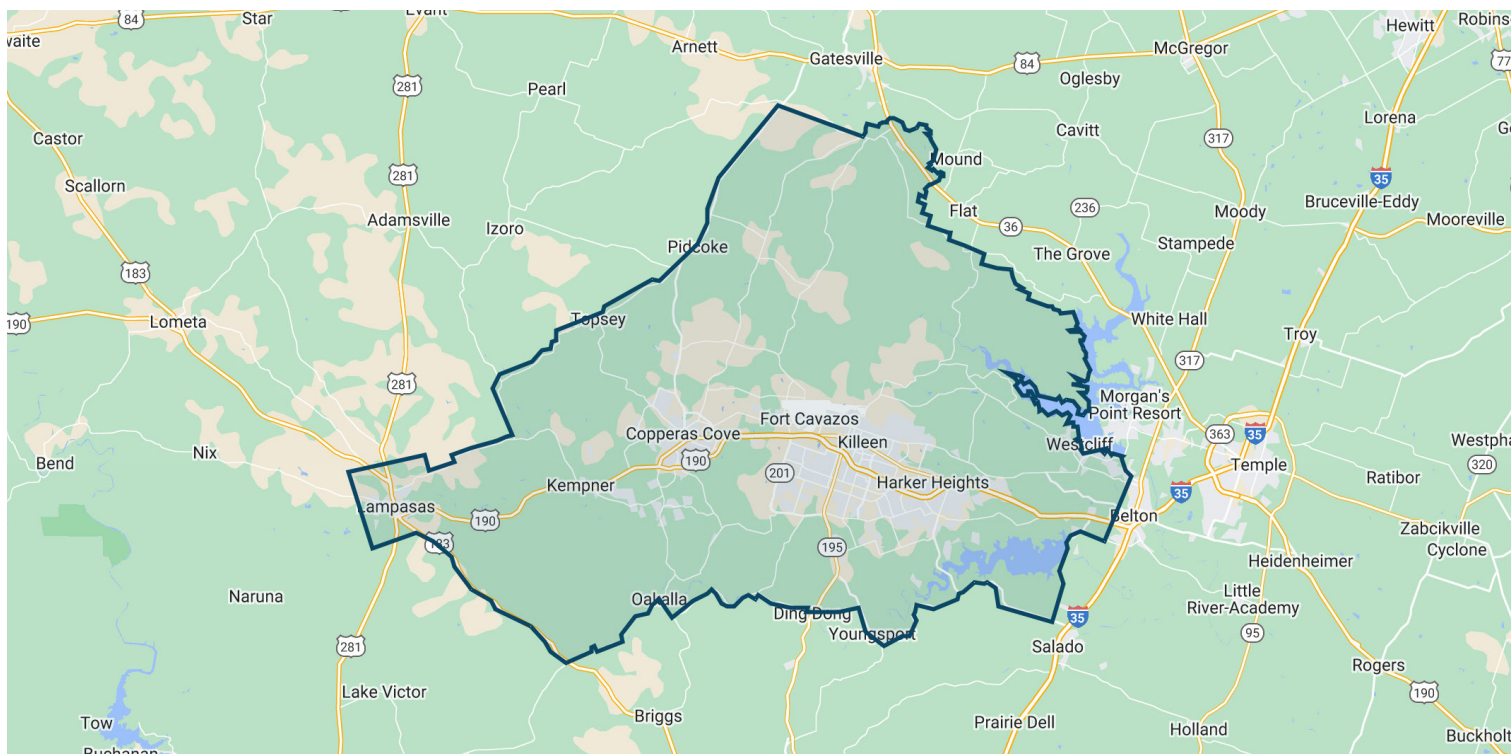 84
Star
Evant
waite
Arnett
Gatesville
84
McGregor
Hewitt
Robins
77
281
Pearl
Oglesby
Castor
Cavitt
317
Lorena
Scallorn
281
Mound
35
Bruceville-Eddy
Adamsville
Izoro
Flat
236
Moody
Mooreville
183
Pidcoke
36
The Grove
Stampede
190
Lometa
Topsey
White Hall
Troy
281
317
Morgan's
Point Resort
Fort Cavazos
Copperas Cove
Killeen
Westcliff
363
35
Bend
Nix
190
201
Temple
Westpha
320
Kempner
Harker Heights
Ratibor
Lampasas
190
35
Belton
Zabcikville
183
195
Cyclone
Heidenheimer
Naruna
Oakalla
Ding Dong
Youngsport
35
Little
River-Academy
95
281
Salado
Rogers
Lake Victor
190
Tow
Briggs
Prairie Dell
Holland
Buckholt
Buchanan